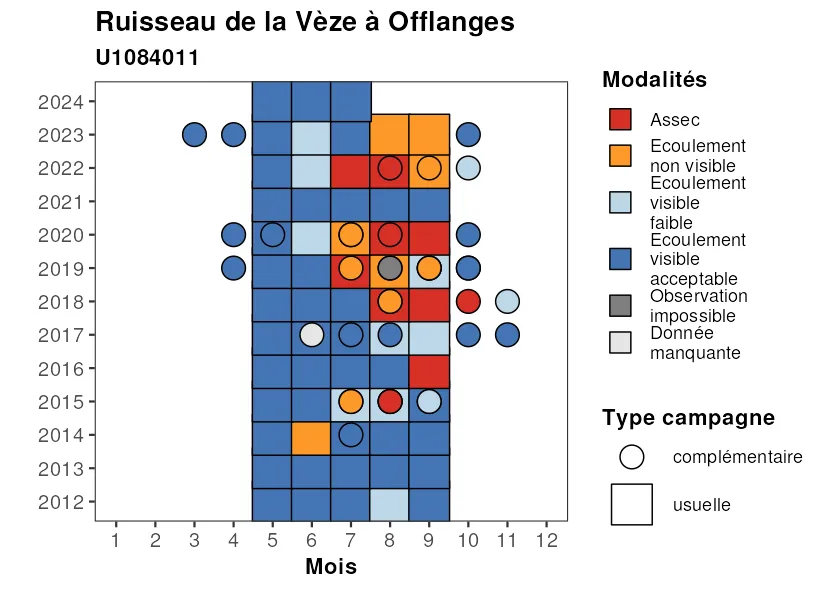 Ruisseau de la Vèze à Offlanges
U1084011
2024
2023
2022
2021
2020
2019
2018
2017
2016
2015
2014
2013
2012
1 2 3 4 5 6 7 8 9 10 11 12
Mois
Modalités
Assec
Ecoulement
non visible
Ecoulement
visible
faible
Ecoulement
visible
acceptable
Observation
impossible
Donnée
manquante
Type campagne
complémentaire
usuelle